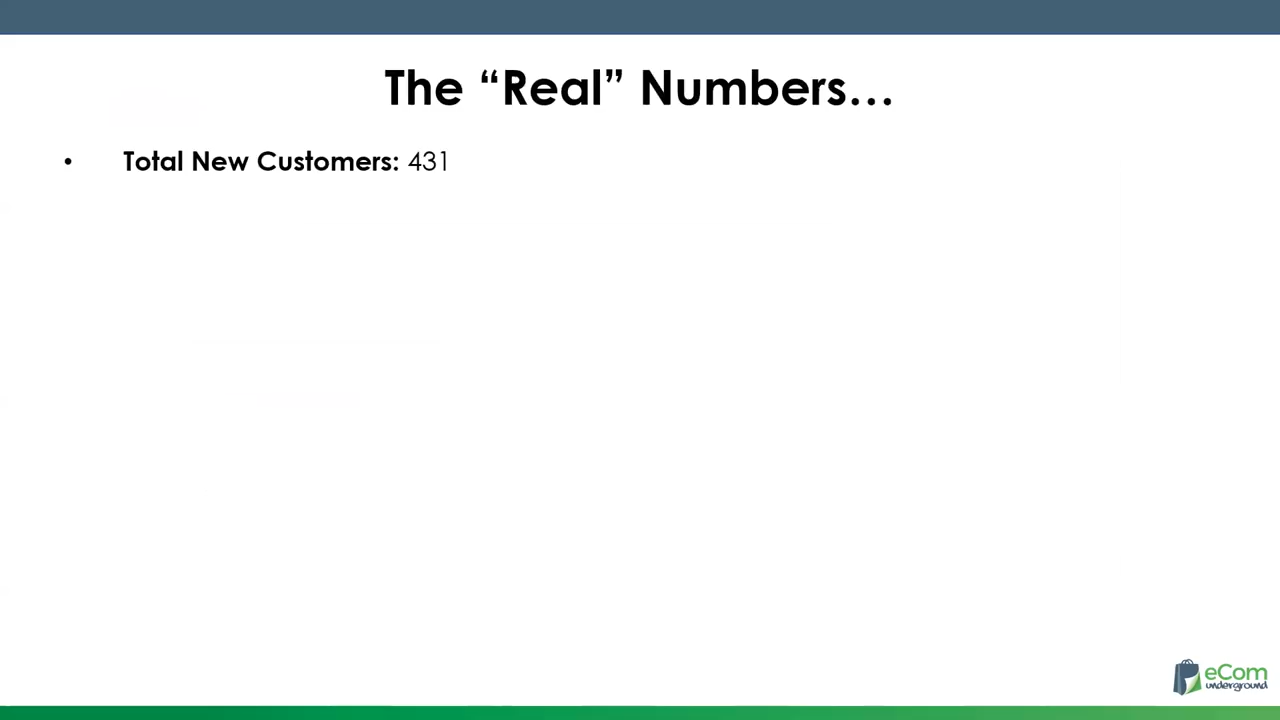 The “Real” Numbers…
• Total New Customers: 431
eCom
underground